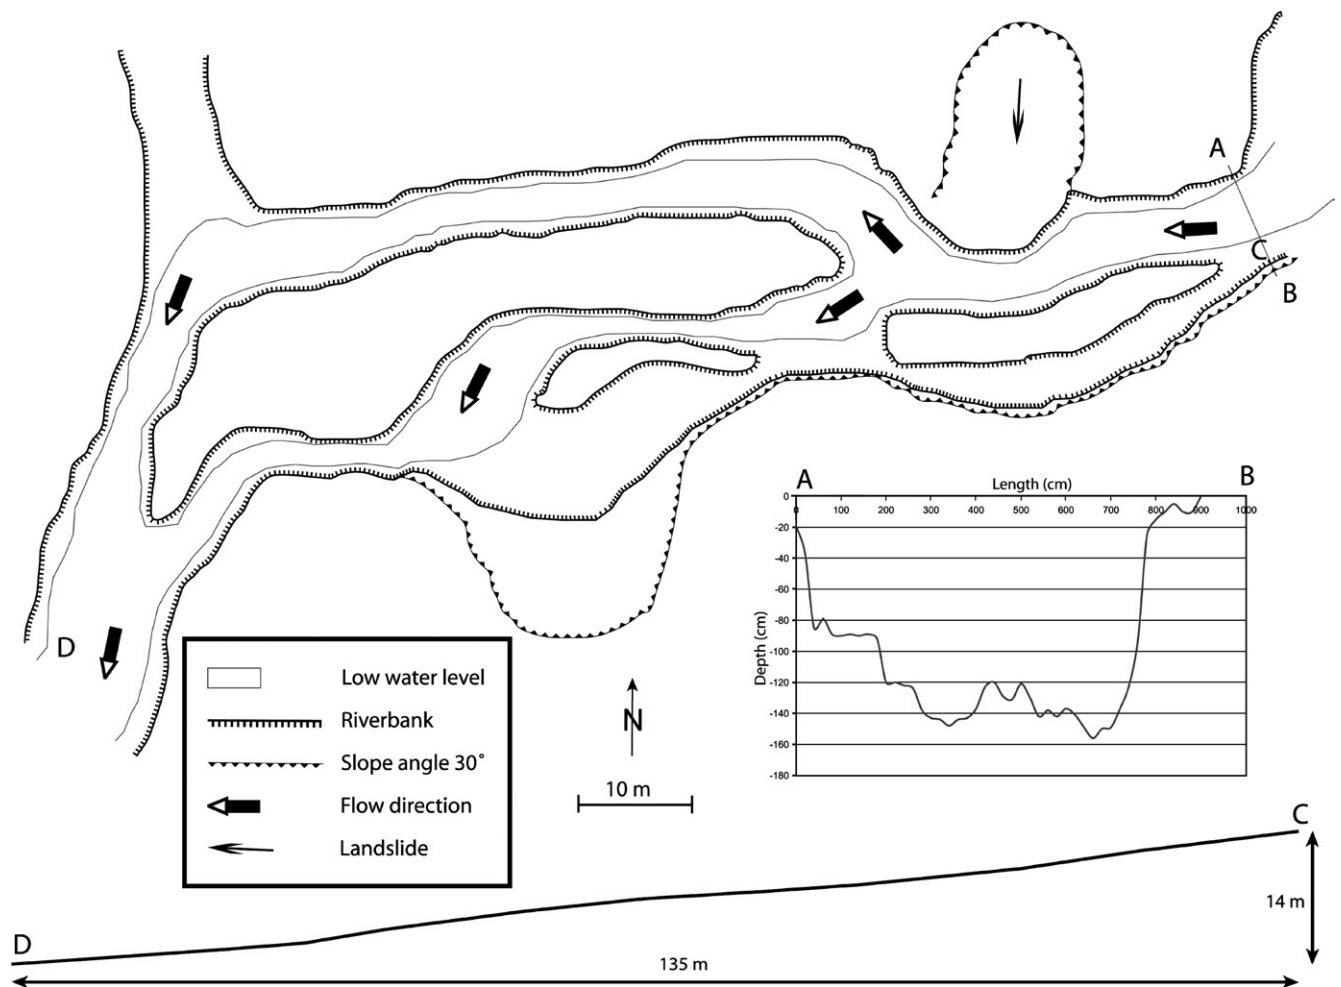 A
C
B
D
A
B
Length (cm)
0
0 100 200 300 400 500 600 700 800 900 1000
-20
-40
-60
-80
-100
-120
-140
-160
-180
Depth (cm)
Low water level
Riverbank
Slope angle 30°
Flow direction
Landslide
N
10 m
C
14 m
D
135 m